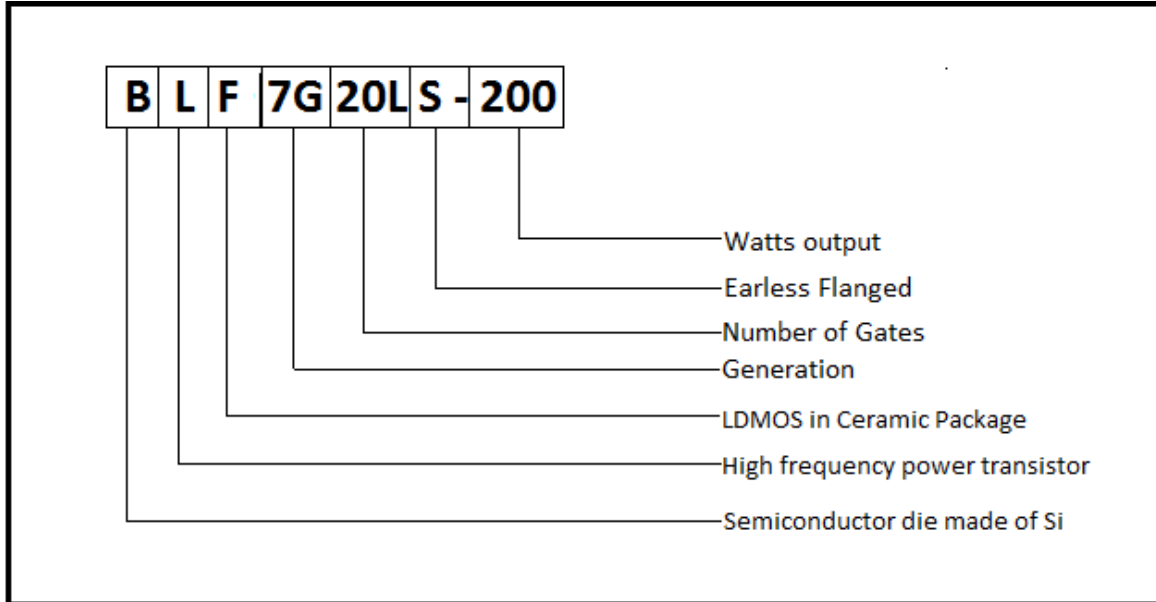 B L F 7G 20L S - 200
Watts output
Earless Flanged
Number of Gates
Generation
LDMOS in Ceramic Package
High frequency power transistor
Semiconductor die made of Si